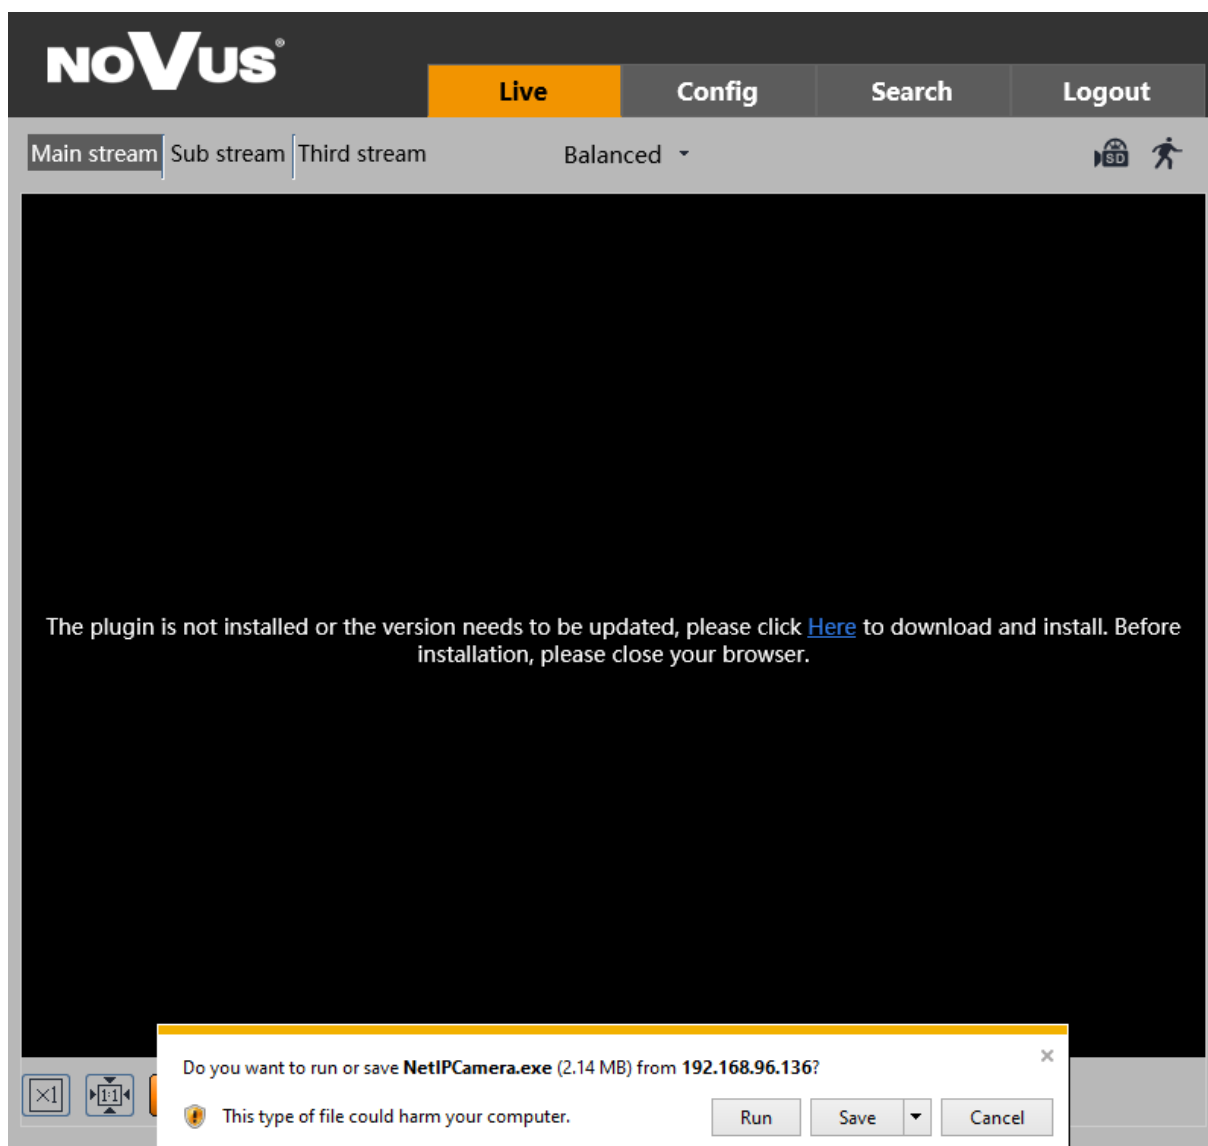 NOVUS®
Live Config Search Logout
Main stream Sub stream Third stream Balanced
SD
The plugin is not installed or the version needs to be updated, please click Here to download and install. Before
installation, please close your browser.
Do you want to run or save NetIPCamera.exe (2.14 MB) from 192.168.96.136?
×1 1:1 This type of file could harm your computer. Run Save Cancel